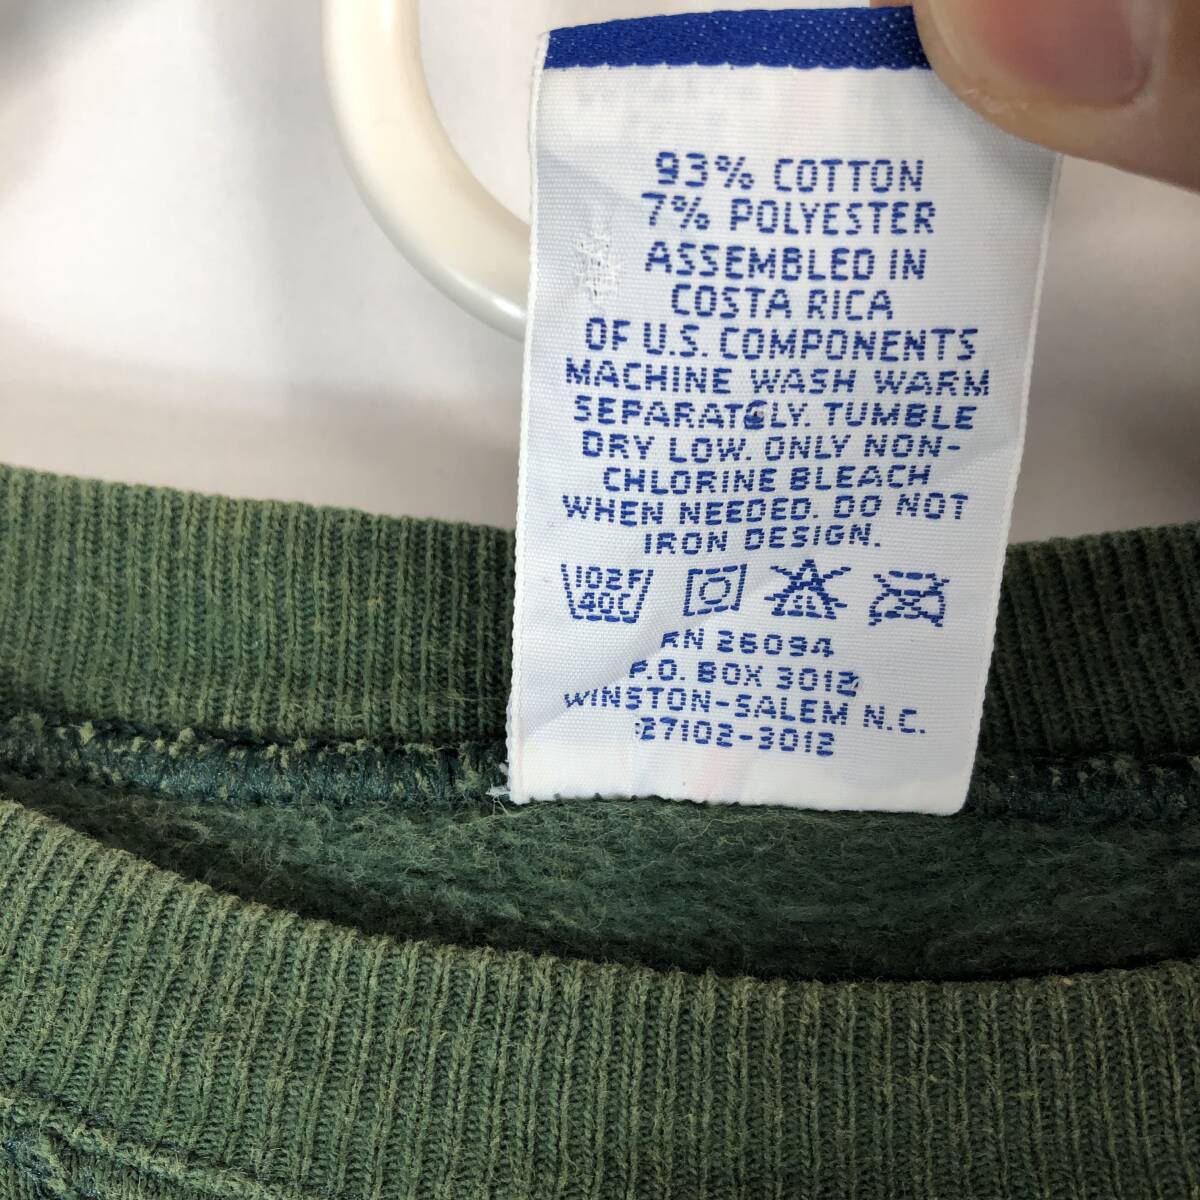 93% COTTON
7% POLYESTER
ASSEMBLED IN
COSTA RICA
OF U.S. COMPONENTS
MACHINE WASH WARM
SEPARATELY. TUMBLE
DRY LOW. ONLY NON-
CHLORINE BLEACH
WHEN NEEDED. DO NOT
IRON DESIGN.
102F
40C
CL
RN 26094
P.O. BOX 3012
WINSTON-SALEM N.C.
27102-3012